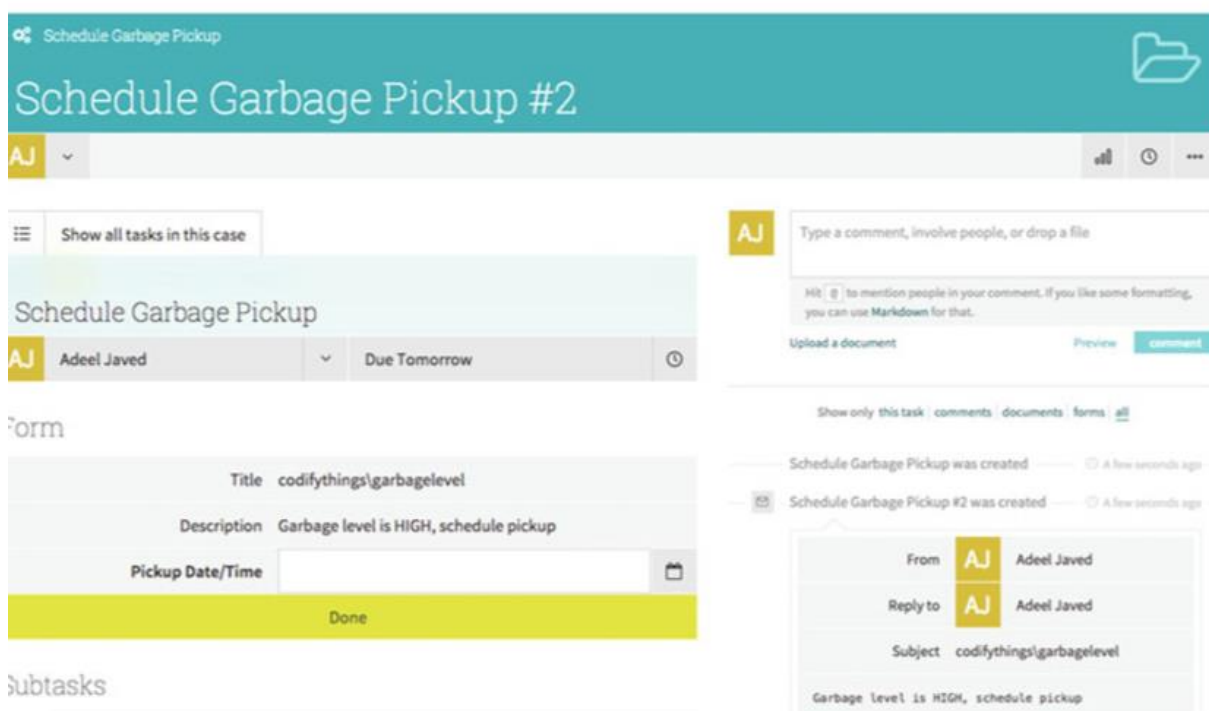 Schedule Garbage Pickup
Schedule Garbage Pickup #2
AJ
Show all tasks in this case
Schedule Garbage Pickup
AJ Adeel Javed Due Tomorrow
Form
Title codifythings\garbagelevel
Description Garbage level is HIGH, schedule pickup
Pickup Date/Time
Done
Subtasks
AJ
Type a comment, involve people, or drop a file
Hit @ to mention people in your comment. If you like some formatting,
you can use Markdown for that.
Upload a document Preview comment
Show only this task comments documents forms all
Schedule Garbage Pickup was created A few seconds ago
Schedule Garbage Pickup #2 was created A few seconds ago
From AJ Adeel Javed
Reply to AJ Adeel Javed
Subject codifythings\garbagelevel
Garbage level is HIGH, schedule pickup